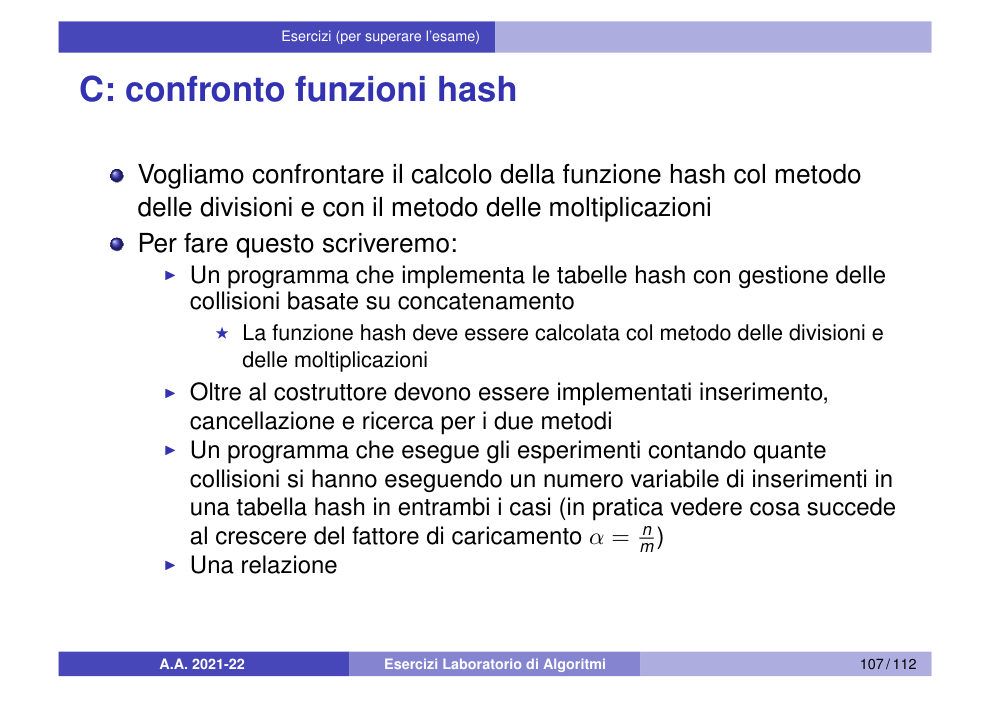 Esercizi (per superare l'esame)
C: confronto funzioni hash
Vogliamo confrontare il calcolo della funzione hash col metodo
delle divisioni e con il metodo delle moltiplicazioni
Per fare questo scriveremo:
Un programma che implementa le tabelle hash con gestione delle
collisioni basate su concatenamento
La funzione hash deve essere calcolata col metodo delle divisioni e
delle moltiplicazioni
Oltre al costruttore devono essere implementati inserimento,
cancellazione e ricerca per i due metodi
Un programma che esegue gli esperimenti contando quante
collisioni si hanno eseguendo un numero variabile di inserimenti in
una tabella hash in entrambi i casi (in pratica vedere cosa succede
al crescere del fattore di caricamento α = n/m)
Una relazione
A.A. 2021-22 Esercizi Laboratorio di Algoritmi 107 / 112